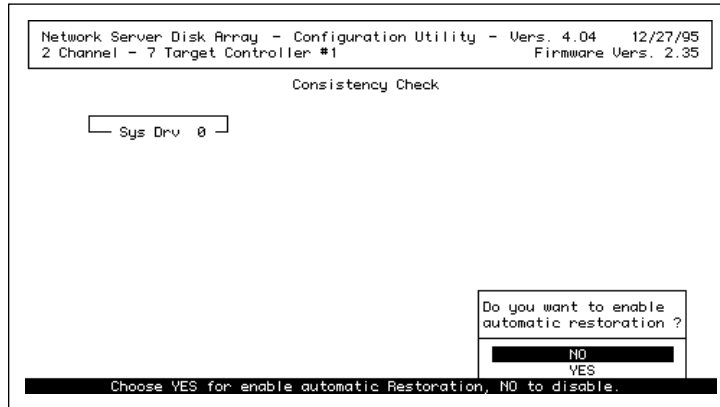 Network Server Disk Array - Configuration Utility - Vers. 4.04 12/27/95
2 Channel - 7 Target Controller #1 Firmware Vers. 2.35
Consistency Check
Sys Drv 0
Do you want to enable
automatic restoration ?
NO
YES
Choose YES for enable automatic Restoration, NO to disable.